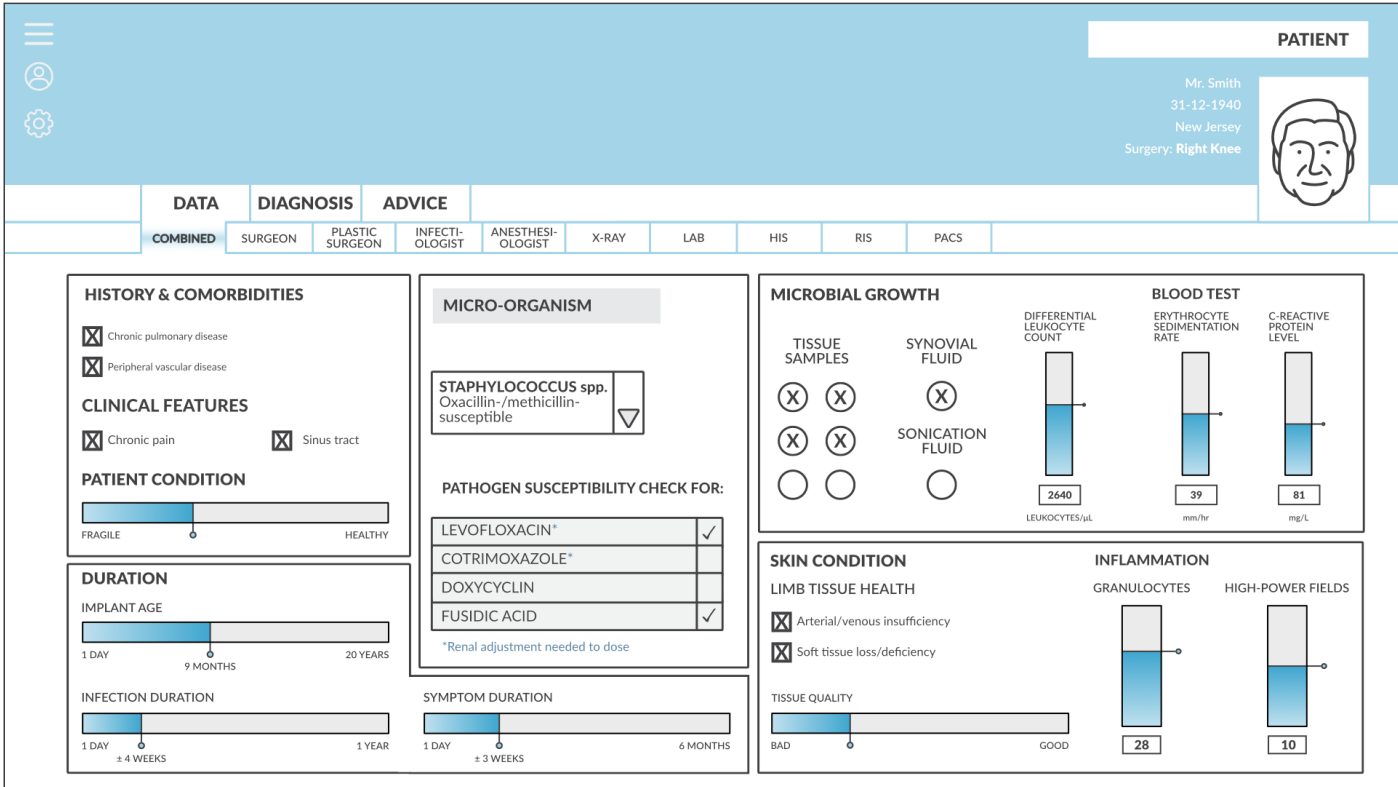 PATIENT
Mr. Smith
31-12-1940
New Jersey
Surgery: Right Knee
DATA
DIAGNOSIS
ADVICE
COMBINED
SURGEON
PLASTIC
SURGEON
INFECTI-
OLOGIST
ANESTHESI-
OLOGIST
X-RAY
LAB
HIS
RIS
PACS
HISTORY & COMORBIDITIES
X Chronic pulmonary disease
X Peripheral vascular disease
CLINICAL FEATURES
X Chronic pain
X Sinus tract
PATIENT CONDITION
FRAGILE
HEALTHY
DURATION
IMPLANT AGE
1 DAY
20 YEARS
9 MONTHS
INFECTION DURATION
1 DAY
1 YEAR
± 4 WEEKS
SYMPTOM DURATION
1 DAY
6 MONTHS
± 3 WEEKS
MICRO-ORGANISM
STAPHYLOCOCCUS spp.
Oxacillin-/methicillin-
susceptible
PATHOGEN SUSCEPTIBILITY CHECK FOR:
LEVOFLOXACIN* ✓
COTRIMOXAZOLE*
DOXYCYCLIN
FUSIDIC ACID ✓
*Renal adjustment needed to dose
MICROBIAL GROWTH
TISSUE
SAMPLES
X X
X X
SYNOVIAL
FLUID
X
SONICATION
FLUID
BLOOD TEST
DIFFERENTIAL
LEUKOCYTE
COUNT
2640
LEUKOCYTES/µL
ERYTHROCYTE
SEDIMENTATION
RATE
39
mm/hr
C-REACTIVE
PROTEIN
LEVEL
81
mg/L
SKIN CONDITION
LIMB TISSUE HEALTH
X Arterial/venous insufficiency
X Soft tissue loss/deficiency
TISSUE QUALITY
BAD
GOOD
INFLAMMATION
GRANULOCYTES
28
HIGH-POWER FIELDS
10